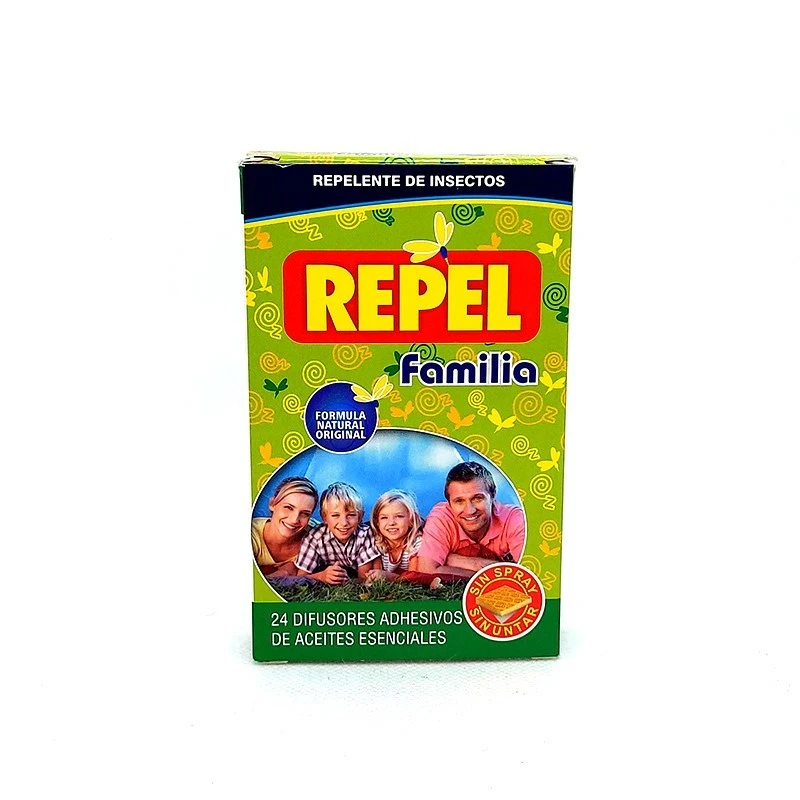 REPELENTE DE INSECTOS
REPEL
Familia
FORMULA
NATURAL
ORIGINAL
24 DIFUSORES ADHESIVOS
DE ACEITES ESENCIALES
SIN SPRAY
SIN UNTAR